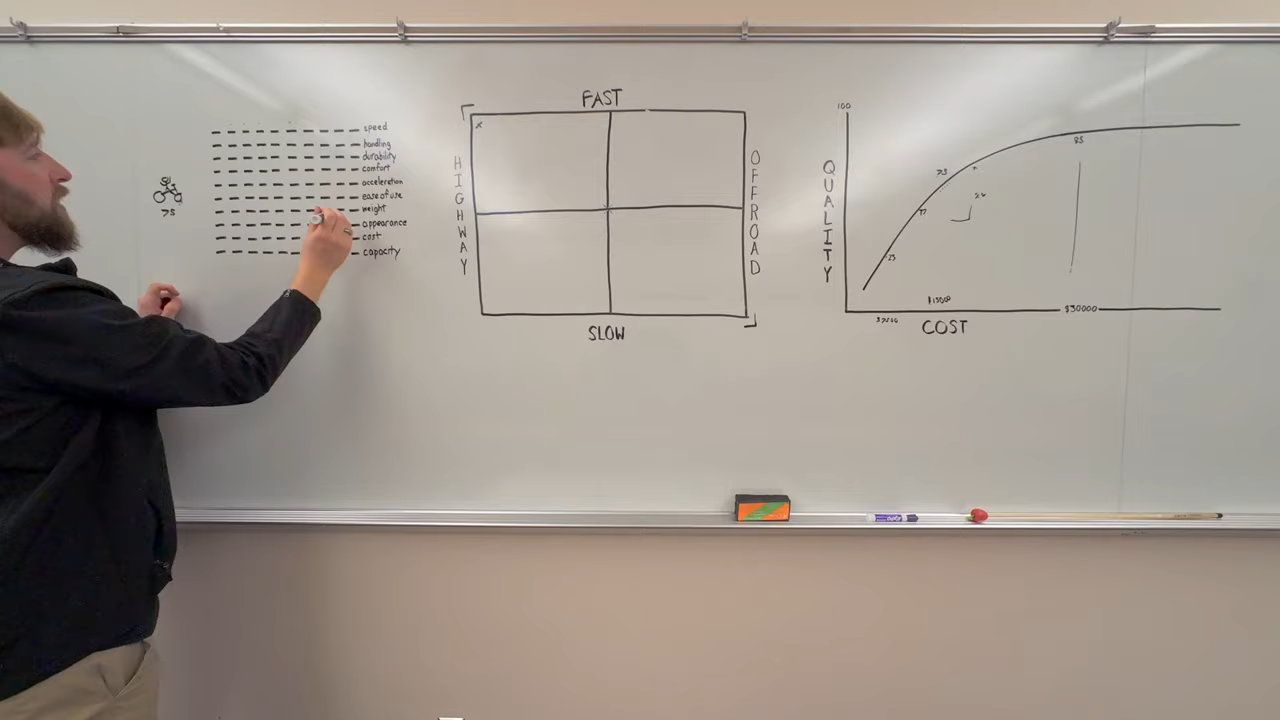 75
speed
handling
durability
comfort
acceleration
ease of use
weight
appearance
cost
capacity
FAST
HIGHWAY
OFFROAD
SLOW
100
QUALITY
85
75
25
$1500
$30000
COST